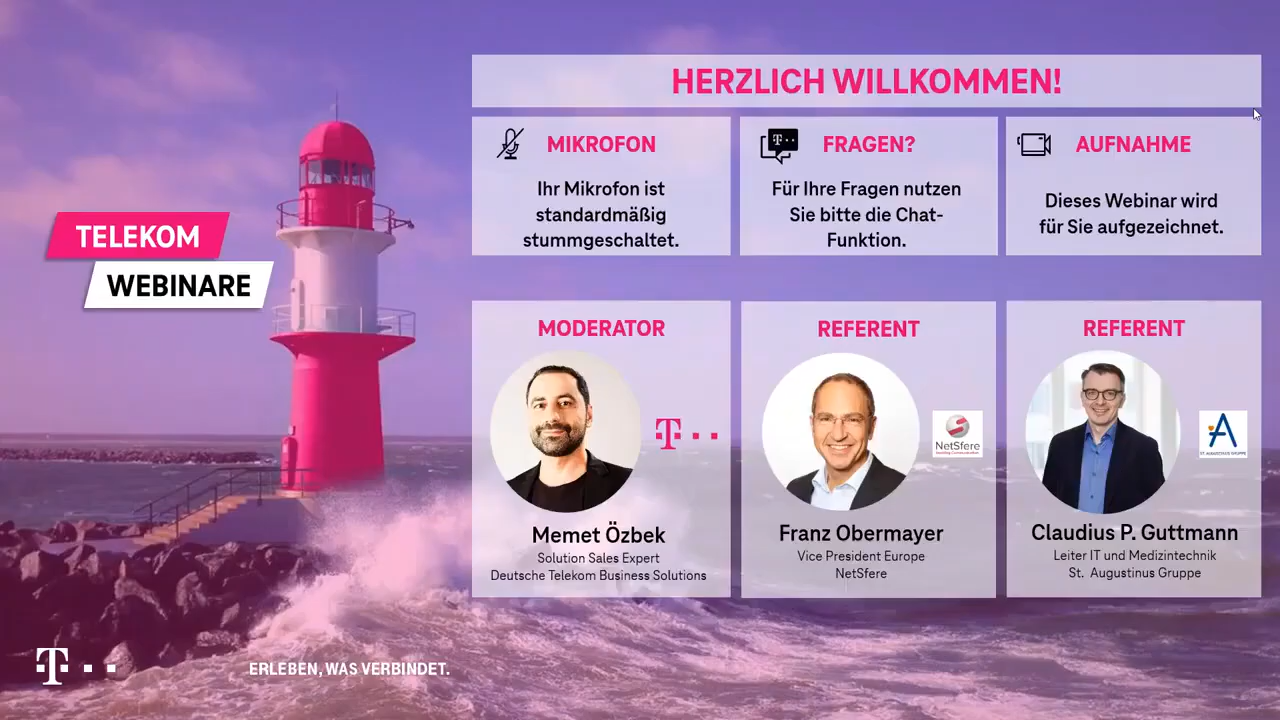 HERZLICH WILLKOMMEN!
MIKROFON
Ihr Mikrofon ist
standardmäßig
stummgeschaltet.
FRAGEN?
Für Ihre Fragen nutzen
Sie bitte die Chat-
Funktion.
AUFNAHME
Dieses Webinar wird
für Sie aufgezeichnet.
TELEKOM
WEBINARE
MODERATOR
T
Memet Özbek
Solution Sales Expert
Deutsche Telekom Business Solutions
REFERENT
NetSfere
Franz Obermayer
Vice President Europe
NetSfere
REFERENT
ST. AUGUSTINUS GRUPPE
Claudius P. Guttmann
Leiter IT und Medizintechnik
St. Augustinus Gruppe
T
ERLEBEN, WAS VERBINDET.